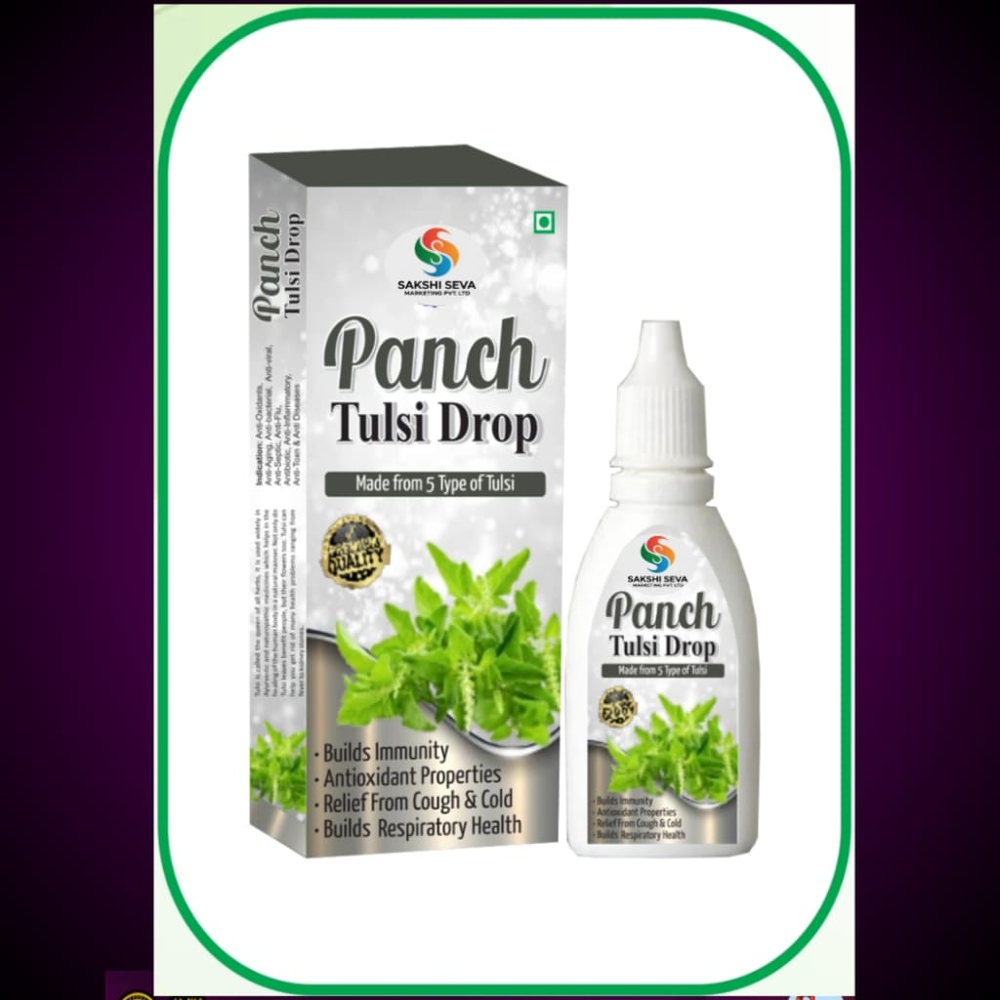 Panch
Tulsi Drop
Indication: Anti-Oxidants,
Anti-Aging, Anti-bacterial, Anti-viral,
Anti-Septic, Anti-Flu,
Antibiotic, Anti-Inflammatory,
Anti-Toxn & Anti Diseases
Tulsi is called the queen of all herbs, it is used widely in
Ayurvedic and naturopathic medicines which helps in the
healing of the human body in a natural manner. Not only do
Tulsi leaves benefit people, but their flowers too. Tulsi can
help you get rid of many health problems ranging from
fever to kidney stones.
SAKSHI SEVA
MARKETING PVT. LTD
Panch
Tulsi Drop
Made from 5 Type of Tulsi
PREMIUM
QUALITY
• Builds Immunity
• Antioxidant Properties
• Relief From Cough & Cold
• Builds Respiratory Health
SAKSHI SEVA
MARKETING PVT. LTD
Panch
Tulsi Drop
Made from 5 Type of Tulsi
• Builds Immunity
• Antioxidant Properties
• Relief From Cough & Cold
• Builds Respiratory Health